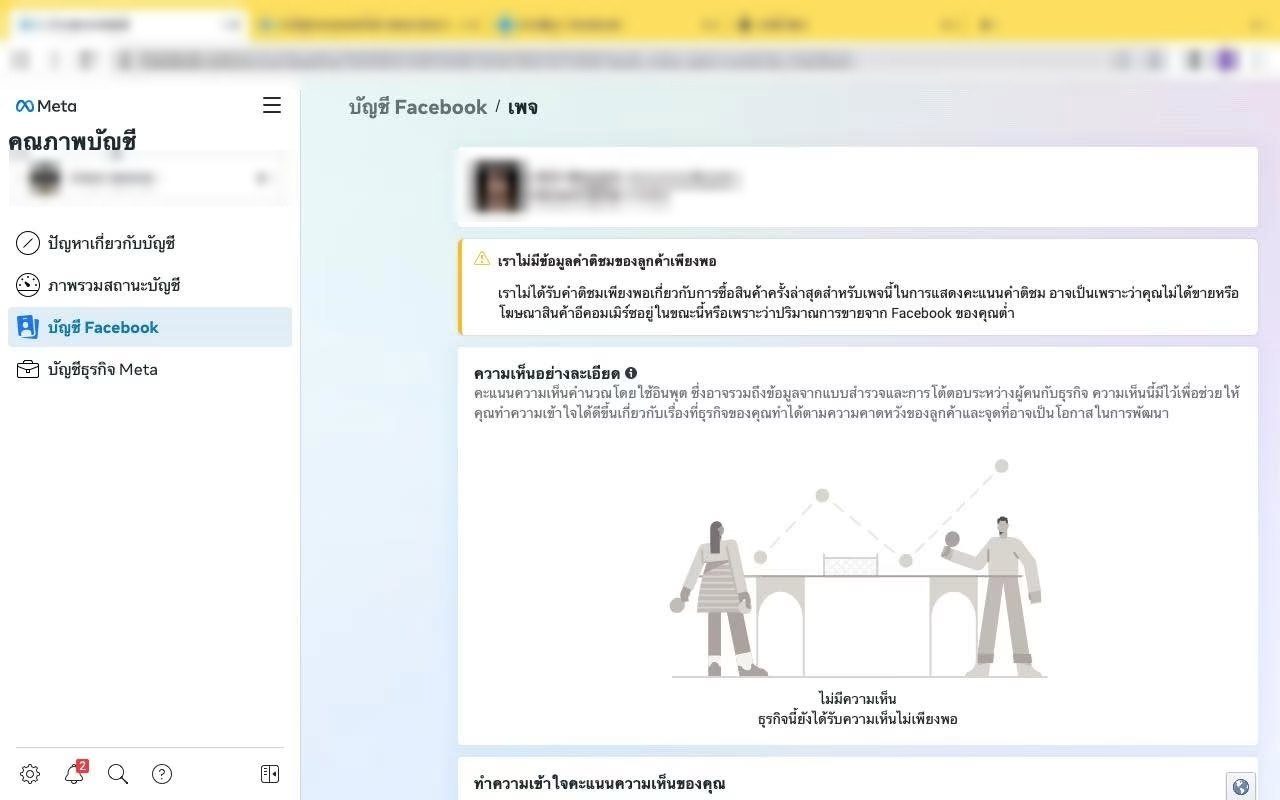 Meta
คุณภาพบัญชี
ปัญหาเกี่ยวกับบัญชี
ภาพรวมสถานะบัญชี
บัญชี Facebook
บัญชีธุรกิจ Meta
2
บัญชี Facebook / เพจ
เราไม่มีข้อมูลคำติชมของลูกค้าเพียงพอ
เราไม่ได้รับคำติชมเพียงพอเกี่ยวกับการซื้อสินค้าครั้งล่าสุดสำหรับเพจนี้ในการแสดงคะแนนคำติชม อาจเป็นเพราะว่าคุณไม่ได้ขายหรือ
โฆษณาสินค้าอีคอมเมิร์ซอยู่ในขณะนี้หรือเพราะว่าปริมาณการขายจาก Facebook ของคุณต่ำ
ความเห็นอย่างละเอียด
คะแนนความเห็นคำนวณโดยใช้อินพุต ซึ่งอาจรวมถึงข้อมูลจากแบบสำรวจและการโต้ตอบระหว่างผู้คนกับธุรกิจ ความเห็นนี้มีไว้เพื่อช่วยให้
คุณทำความเข้าใจได้ดีขึ้นเกี่ยวกับเรื่องที่ธุรกิจของคุณทำได้ตามความคาดหวังของลูกค้าและจุดที่อาจเป็นโอกาสในการพัฒนา
ไม่มีความเห็น
ธุรกิจนี้ยังได้รับความเห็นไม่เพียงพอ
ทำความเข้าใจคะแนนความเห็นของคุณ